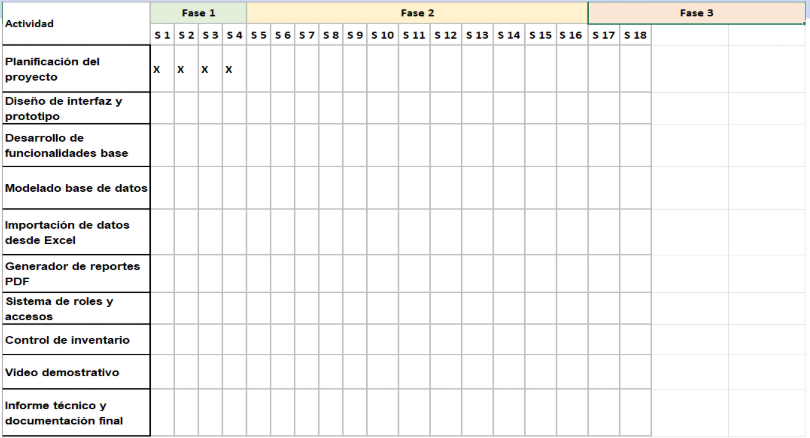 Actividad
Fase 1 Fase 2 Fase 3
S 1 S 2 S 3 S 4 S 5 S 6 S 7 S 8 S 9 S 10 S 11 S 12 S 13 S 14 S 15 S 16 S 17 S 18
Planificación del
proyecto
X X X X
Diseño de interfaz y
prototipo
Desarrollo de
funcionalidades base
Modelado base de datos
Importación de datos
desde Excel
Generador de reportes
PDF
Sistema de roles y
accesos
Control de inventario
Video demostrativo
Informe técnico y
documentación final